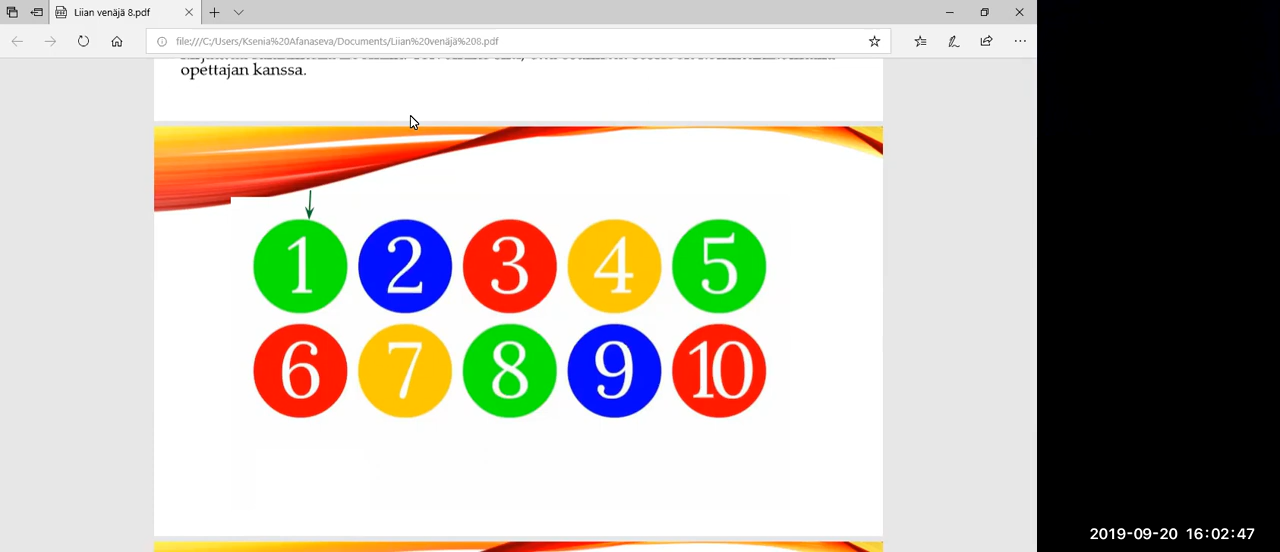 Liian venäjä 8.pdf
file:///C:/Users/Ksenia%20Afanaseva/Documents/Liian%20venäjä%208.pdf
opettajan kanssa.
1 2 3 4 5
6 7 8 9 10
2019-09-20 16:02:47